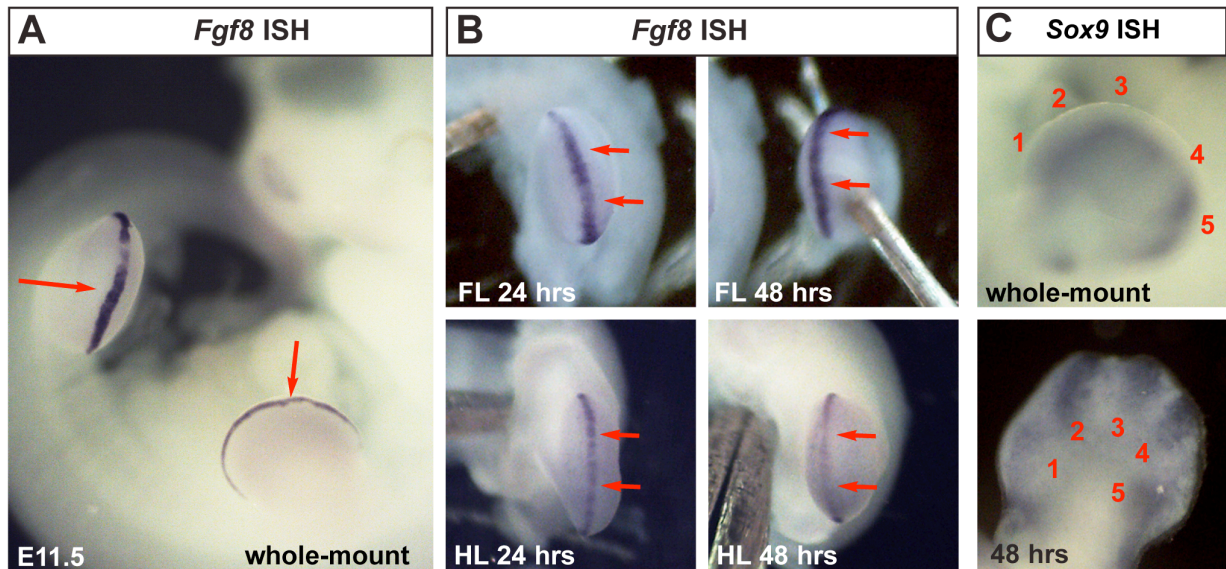 A
Fgf8 ISH
E11.5
whole-mount
B
Fgf8 ISH
FL 24 hrs
FL 48 hrs
HL 24 hrs
HL 48 hrs
C
Sox9 ISH
1
2
3
4
5
whole-mount
1
2
3
4
5
48 hrs